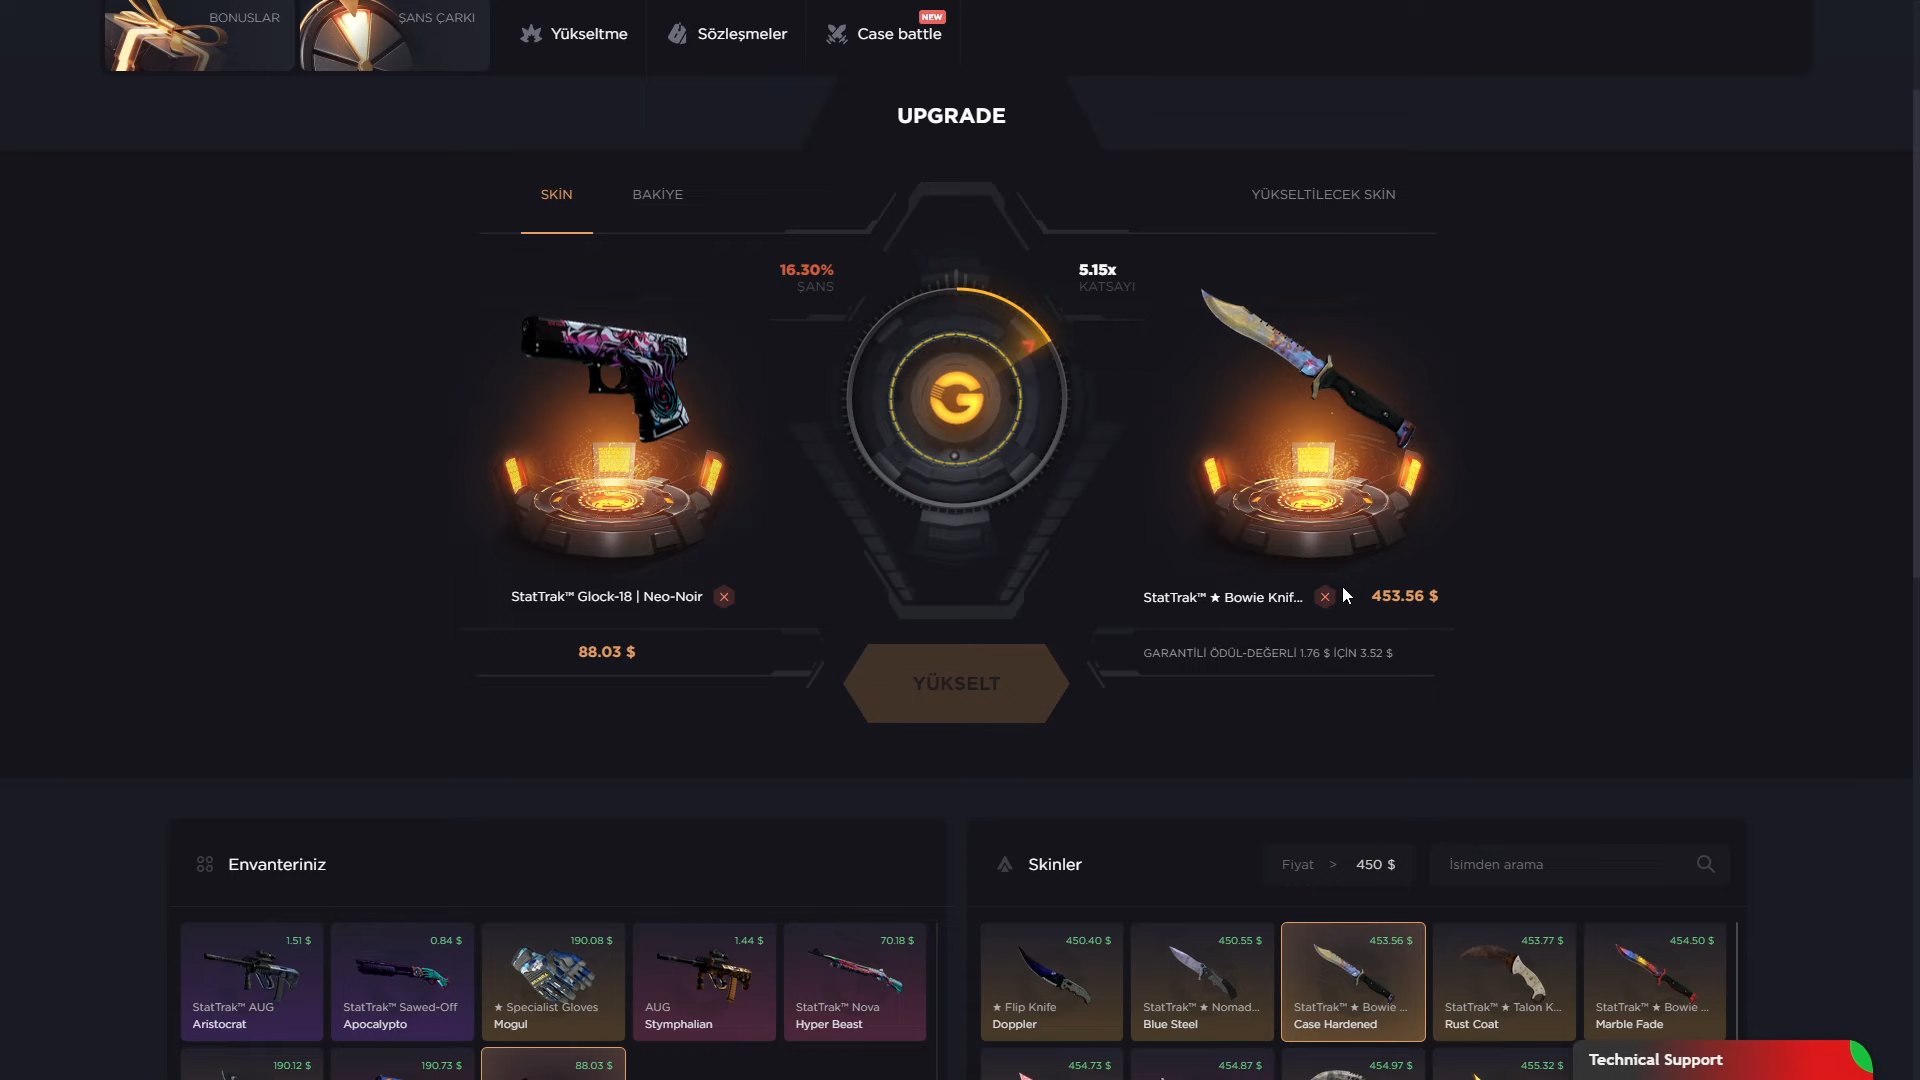 BONUSLAR
ŞANS ÇARKI
Yükseltme
Sözleşmeler
NEW
Case battle
UPGRADE
SKİN
BAKİYE
YÜKSELTİLECEK SKIN
16.30%
ŞANS
5.15x
KATSAYI
G
StatTrak™ Glock-18 | Neo-Noir
StatTrak™ ★ Bowie Knif...
453.56 $
88.03 $
GARANTİLİ ÖDÜL-DEĞERLİ 1.76 $ İÇİN 3.52 $
YÜKSELT
Envanteriniz
Skinler
Fiyat > 450 $
İsimden arama
1.51 $
StatTrak™ AUG
Aristocrat
0.84 $
StatTrak™ Sawed-Off
Apocalypto
190.08 $
★ Specialist Gloves
Mogul
1.44 $
AUG
Stymphalian
70.18 $
StatTrak™ Nova
Hyper Beast
450.40 $
★ Flip Knife
Doppler
450.55 $
StatTrak™ ★ Nomad...
Blue Steel
453.56 $
StatTrak™ ★ Bowie ...
Case Hardened
453.77 $
StatTrak™ ★ Talon K...
Rust Coat
454.50 $
StatTrak™ ★ Bowie ...
Marble Fade
190.12 $
190.73 $
88.03 $
454.73 $
454.87 $
454.97 $
455.32 $
Technical Support